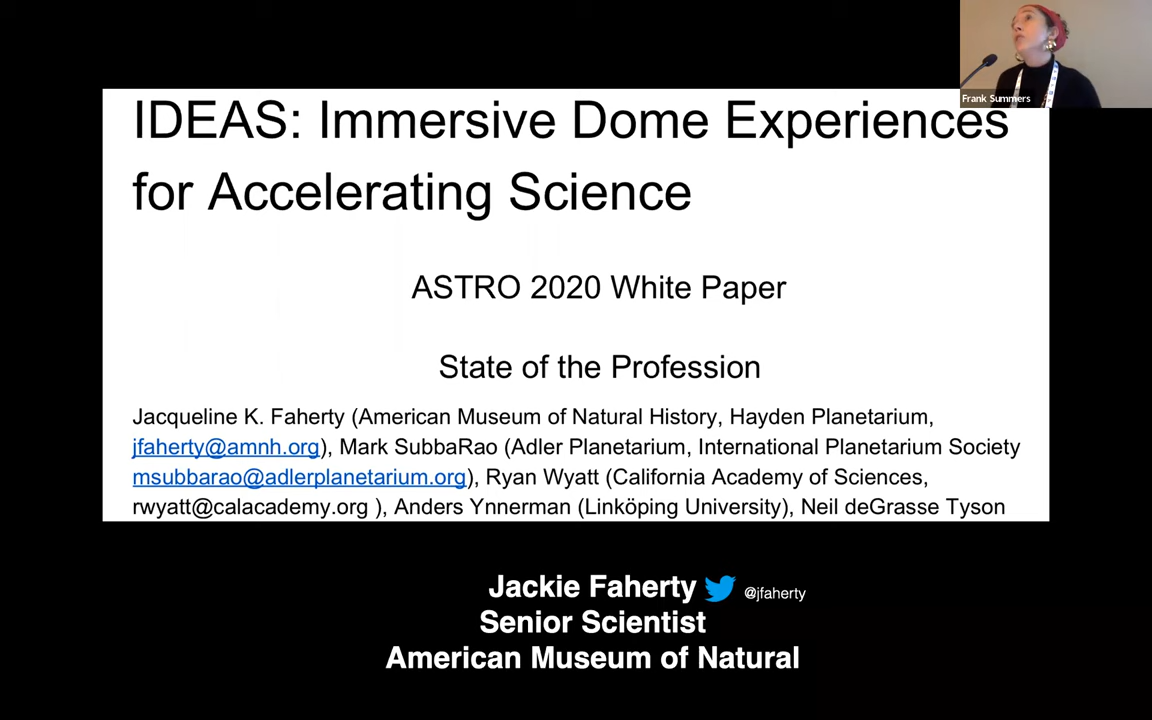 Frank Summers
IDEAS: Immersive Dome Experiences
for Accelerating Science
ASTRO 2020 White Paper
State of the Profession
Jacqueline K. Faherty (American Museum of Natural History, Hayden Planetarium,
jfaherty@amnh.org), Mark SubbaRao (Adler Planetarium, International Planetarium Society
msubbarao@adlerplanetarium.org), Ryan Wyatt (California Academy of Sciences,
rwyatt@calacademy.org ), Anders Ynnerman (Linköping University), Neil deGrasse Tyson
Jackie Faherty @jfaherty
Senior Scientist
American Museum of Natural